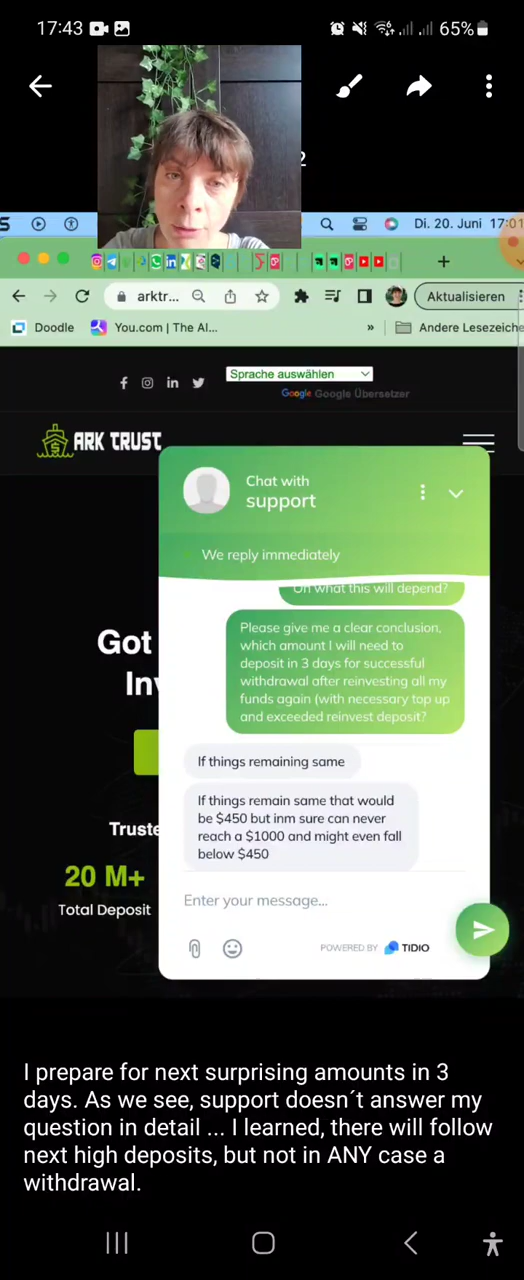 17:43
65%
2
Di. 20. Juni 17:01
arktr...
Aktualisieren
Doodle
You.com | The AI...
»
Andere Lesezeiche
Sprache auswählen
Google Google Übersetzer
ARK TRUST
Chat with
support
We reply immediately
On what this will depend?
Please give me a clear conclusion,
which amount I will need to
deposit in 3 days for successful
withdrawal after reinvesting all my
funds again (with necessary top up
and exceeded reinvest deposit?
Got
If things remaining same
If things remain same that would
be $450 but inm sure can never
reach a $1000 and might even fall
below $450
Truste
20 M+
Total Deposit
Enter your message...
POWERED BY TIDIO
I prepare for next surprising amounts in 3
days. As we see, support doesn´t answer my
question in detail ... I learned, there will follow
next high deposits, but not in ANY case a
withdrawal.